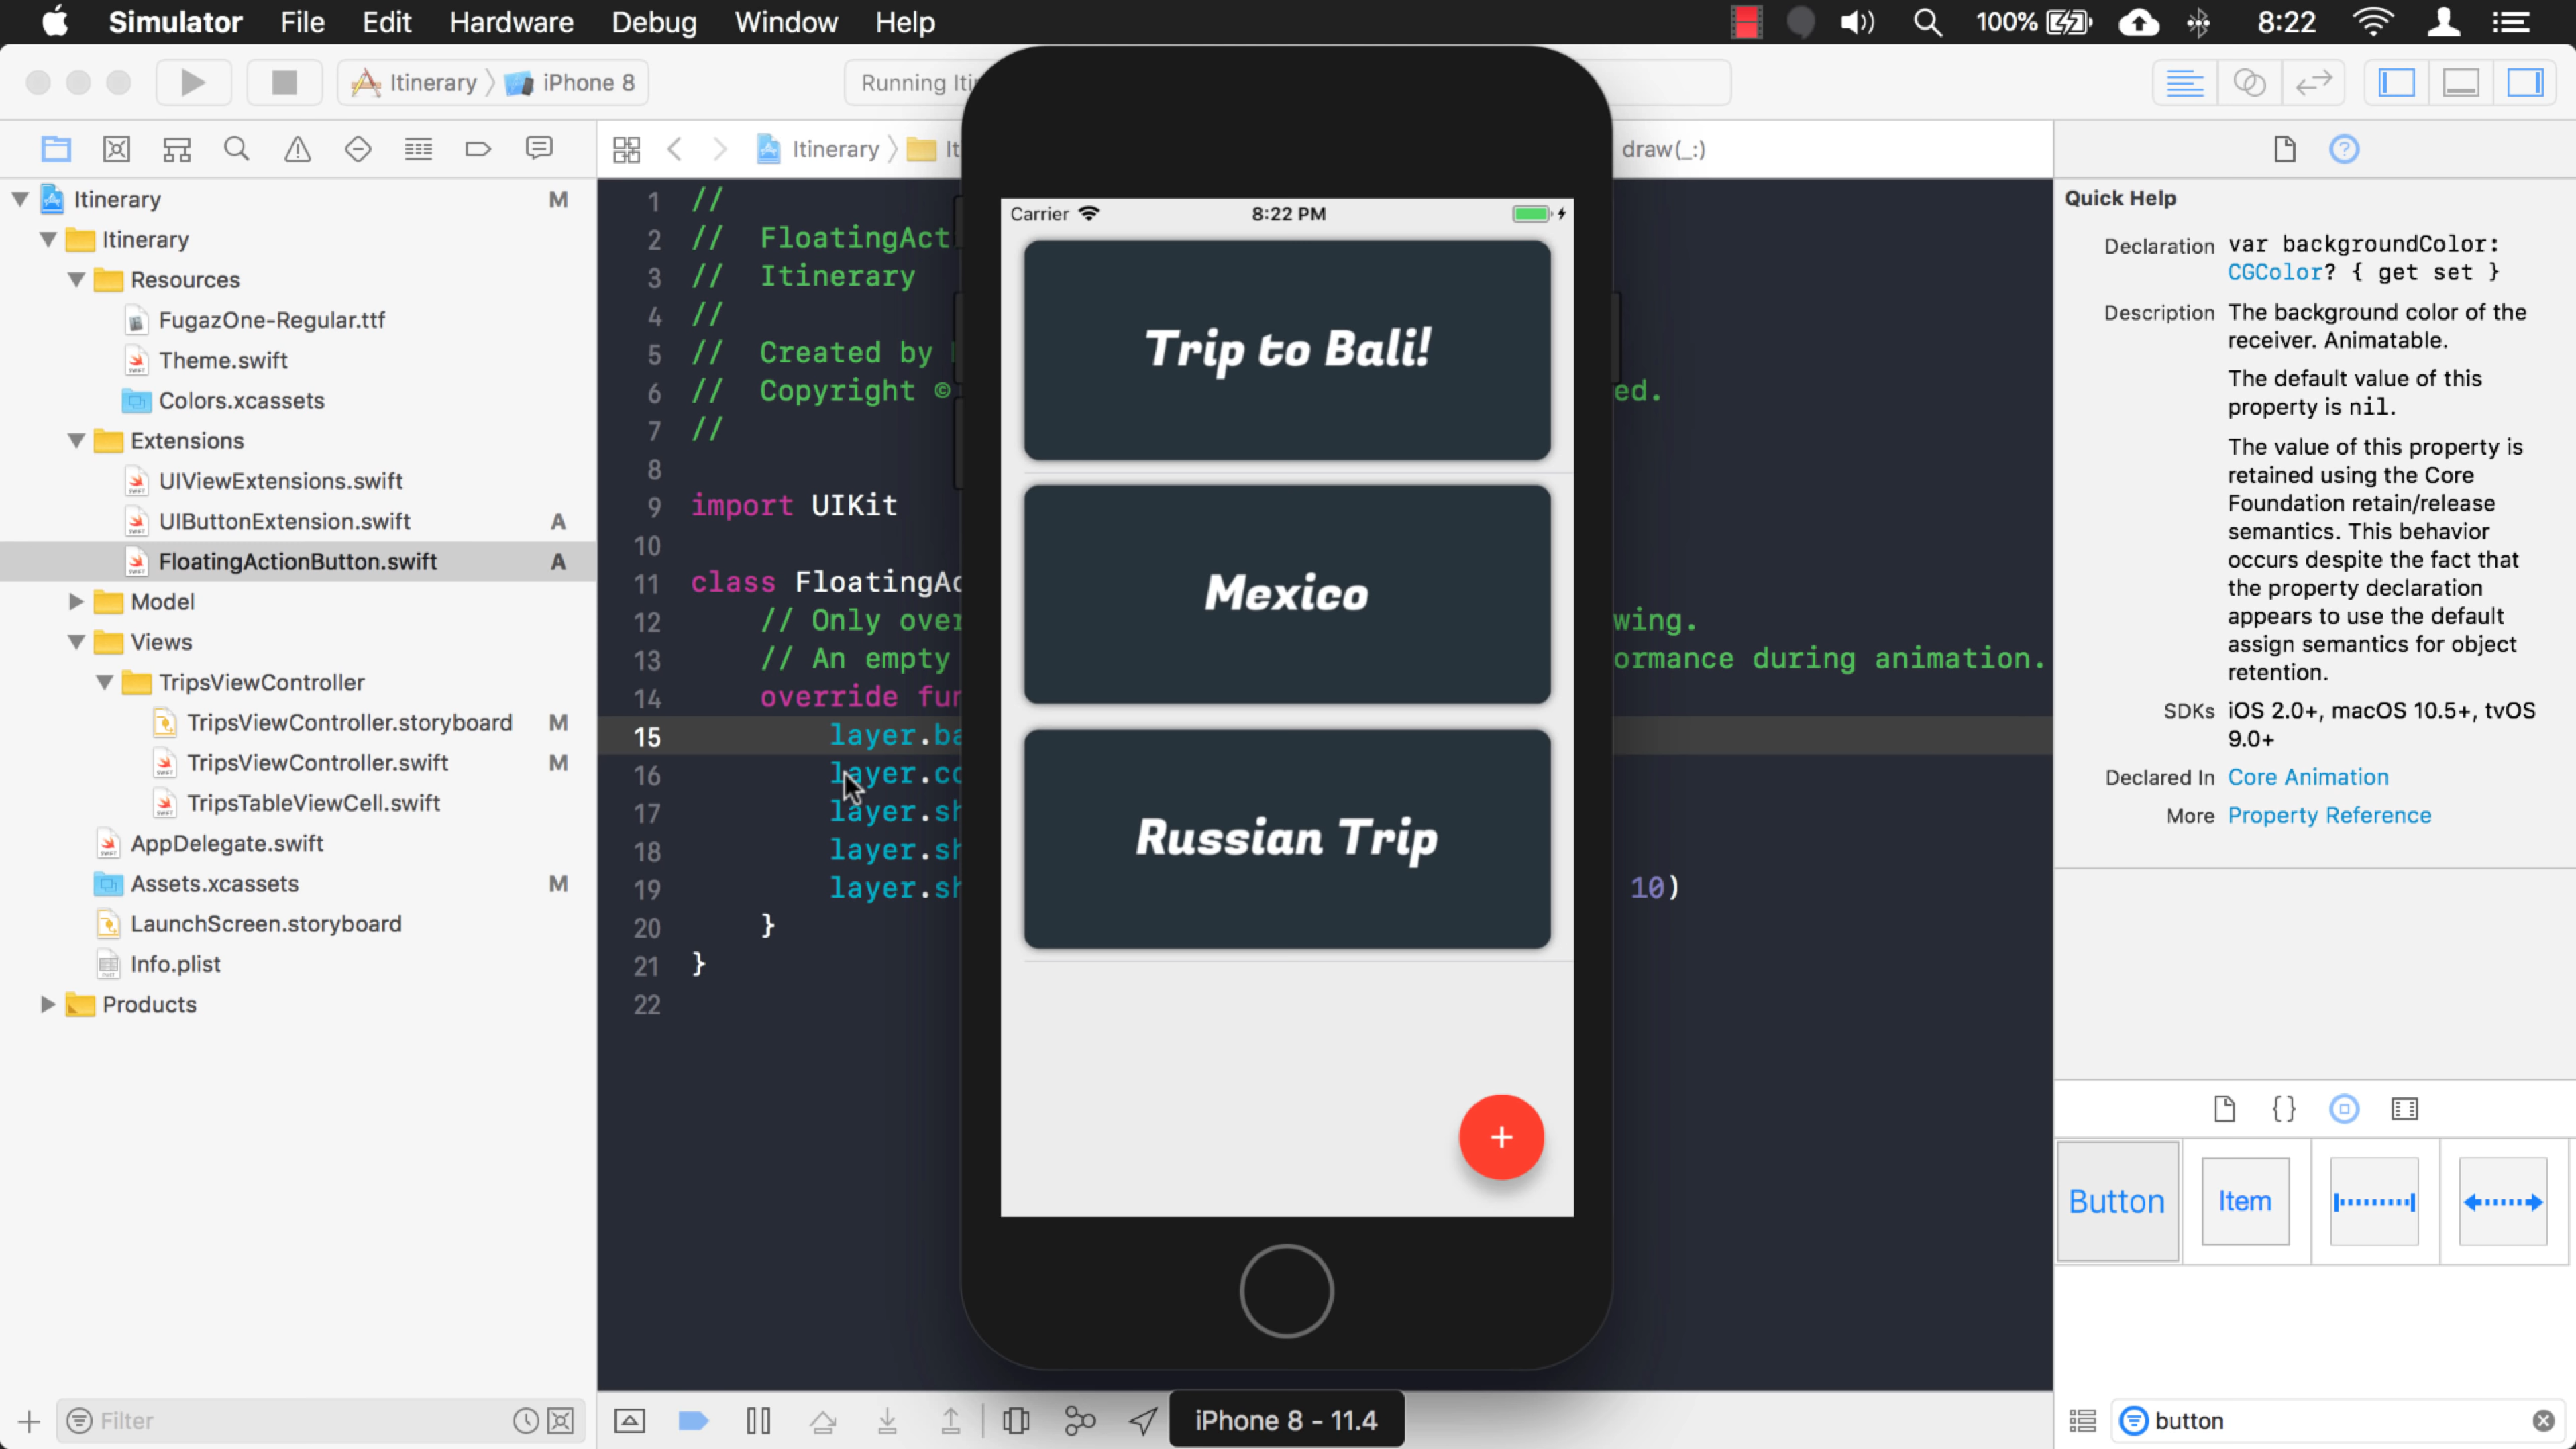 Simulator File Edit Hardware Debug Window Help 100% 8:22
Itinerary iPhone 8
Running Iti
Itinerary It draw(_:)
Itinerary M
Itinerary
Resources
FugazOne-Regular.ttf
Theme.swift
Colors.xcassets
Extensions
UIViewExtensions.swift
UIButtonExtension.swift A
FloatingActionButton.swift A
Model
Views
TripsViewController
TripsViewController.storyboard M
TripsViewController.swift M
TripsTableViewCell.swift
AppDelegate.swift
Assets.xcassets M
LaunchScreen.storyboard
Info.plist
Products
Filter
1 //
2 // FloatingAct
3 // Itinerary
4 //
5 // Created by
6 // Copyright © ed.
7 //
8
9 import UIKit
10
11 class FloatingAc
12 // Only over wing.
13 // An empty ormance during animation.
14 override fun
15 layer.ba
16 layer.co
17 layer.sh
18 layer.sh
19 layer.sh 10)
20 }
21 }
22
Carrier 8:22 PM
Trip to Bali!
Mexico
Russian Trip
+
iPhone 8 - 11.4
Quick Help
Declaration var backgroundColor:
CGColor? { get set }
Description The background color of the
receiver. Animatable.
The default value of this
property is nil.
The value of this property is
retained using the Core
Foundation retain/release
semantics. This behavior
occurs despite the fact that
the property declaration
appears to use the default
assign semantics for object
retention.
SDKs iOS 2.0+, macOS 10.5+, tvOS
9.0+
Declared In Core Animation
More Property Reference
{}
Button Item
button